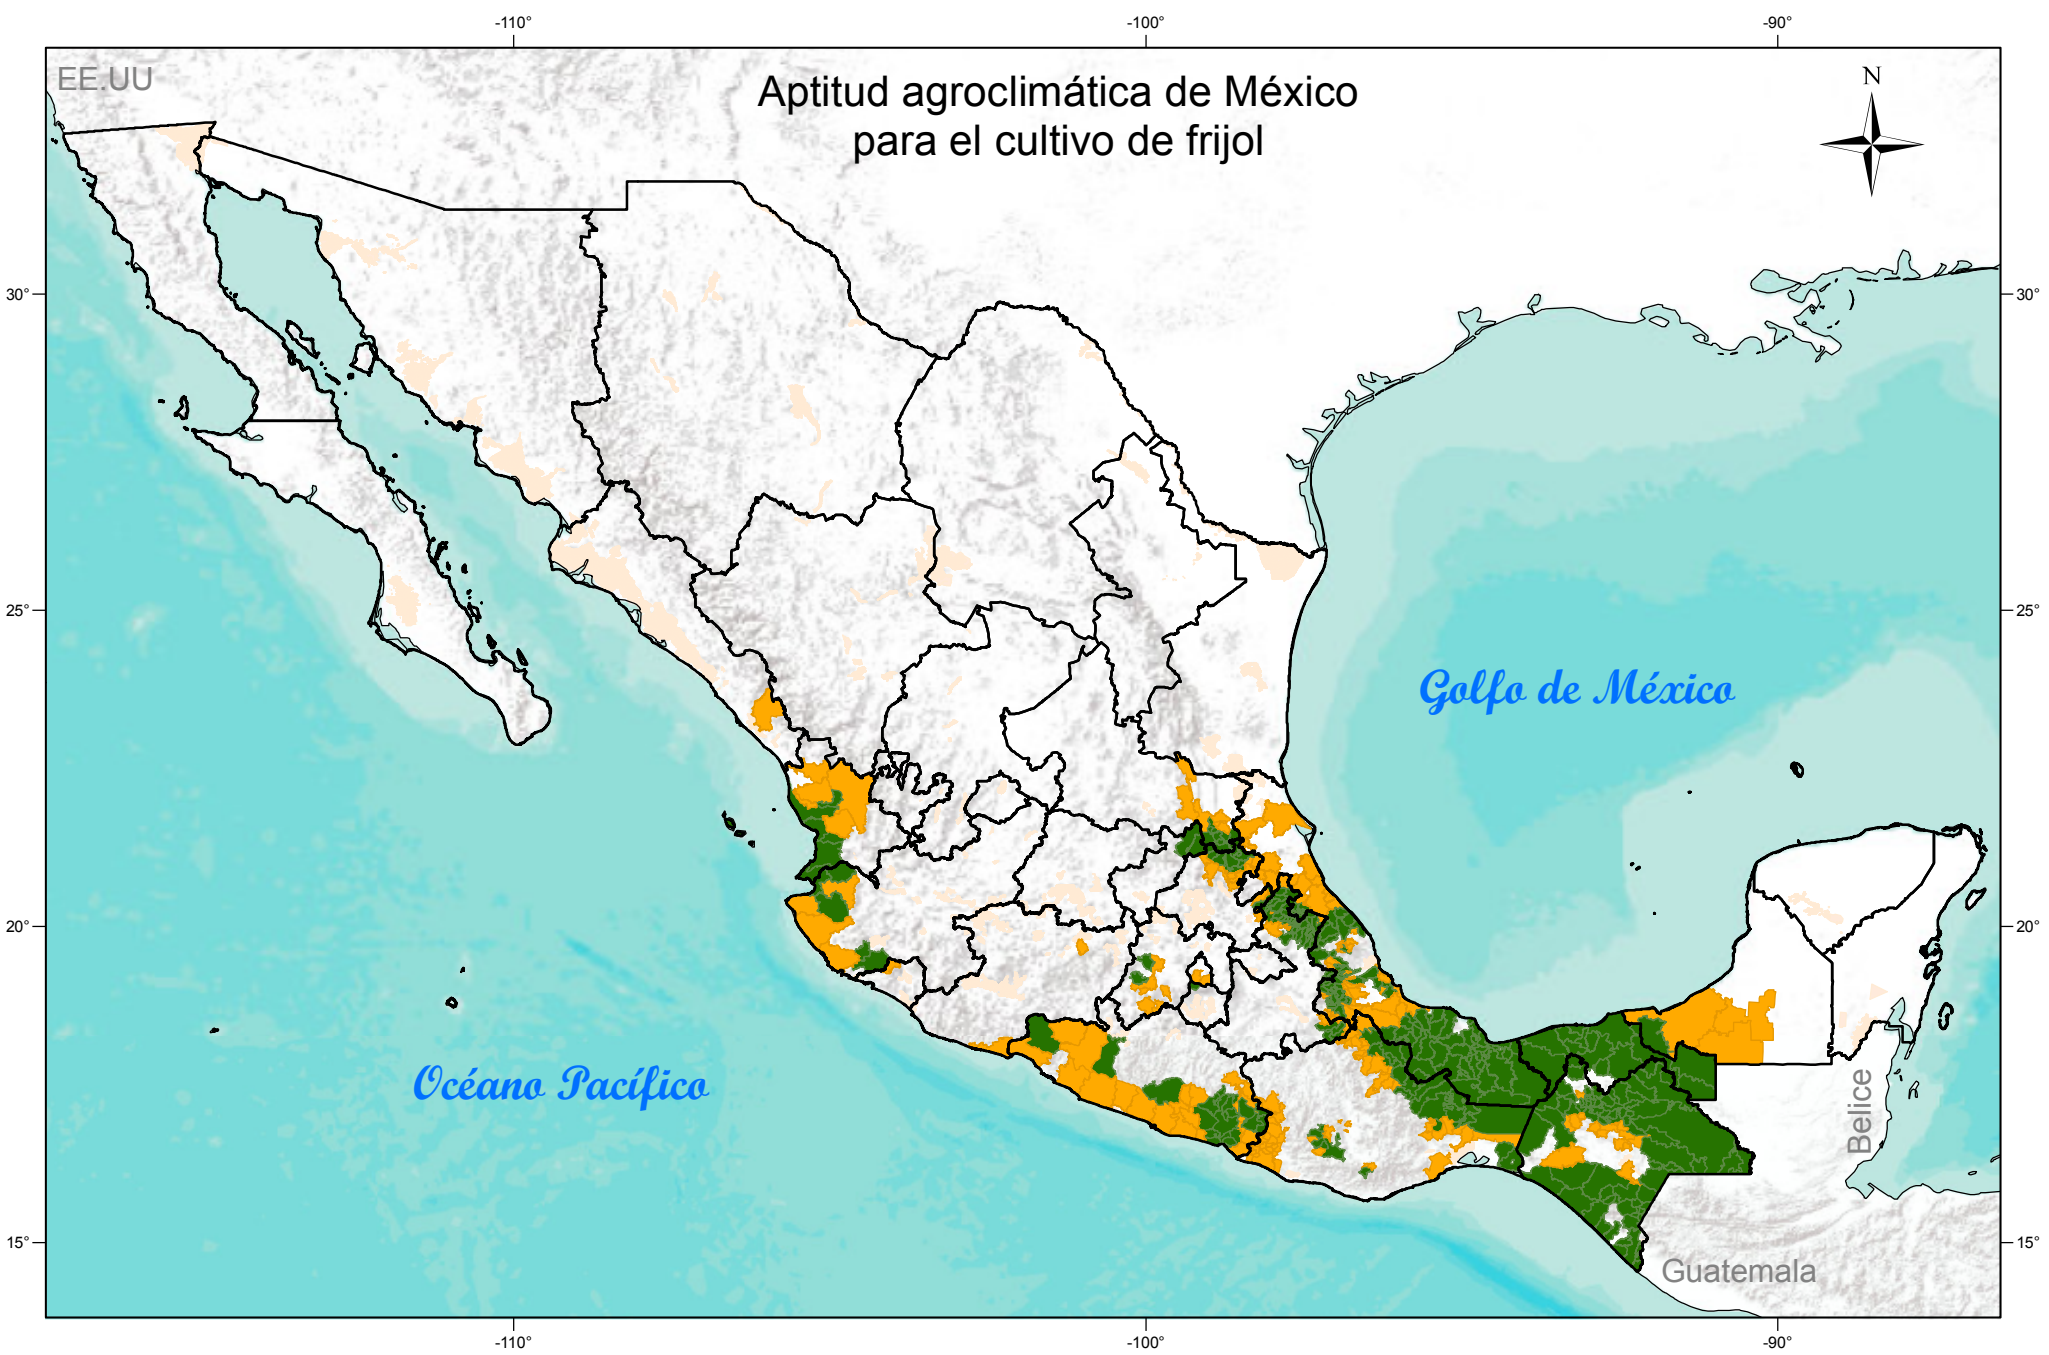 -110°
-100°
-90°
EE.UU
Aptitud agroclimática de México
para el cultivo de frijol
N
30°
30°
25°
25°
Golfo de México
20°
20°
Océano Pacífico
Belice
15°
15°
Guatemala
-110°
-100°
-90°